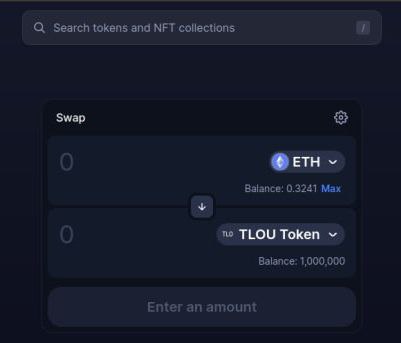 Search tokens and NFT collections /
Swap
0 ETH
Balance: 0.3241 Max
0 TLO TLOU Token
Balance: 1,000,000
Enter an amount